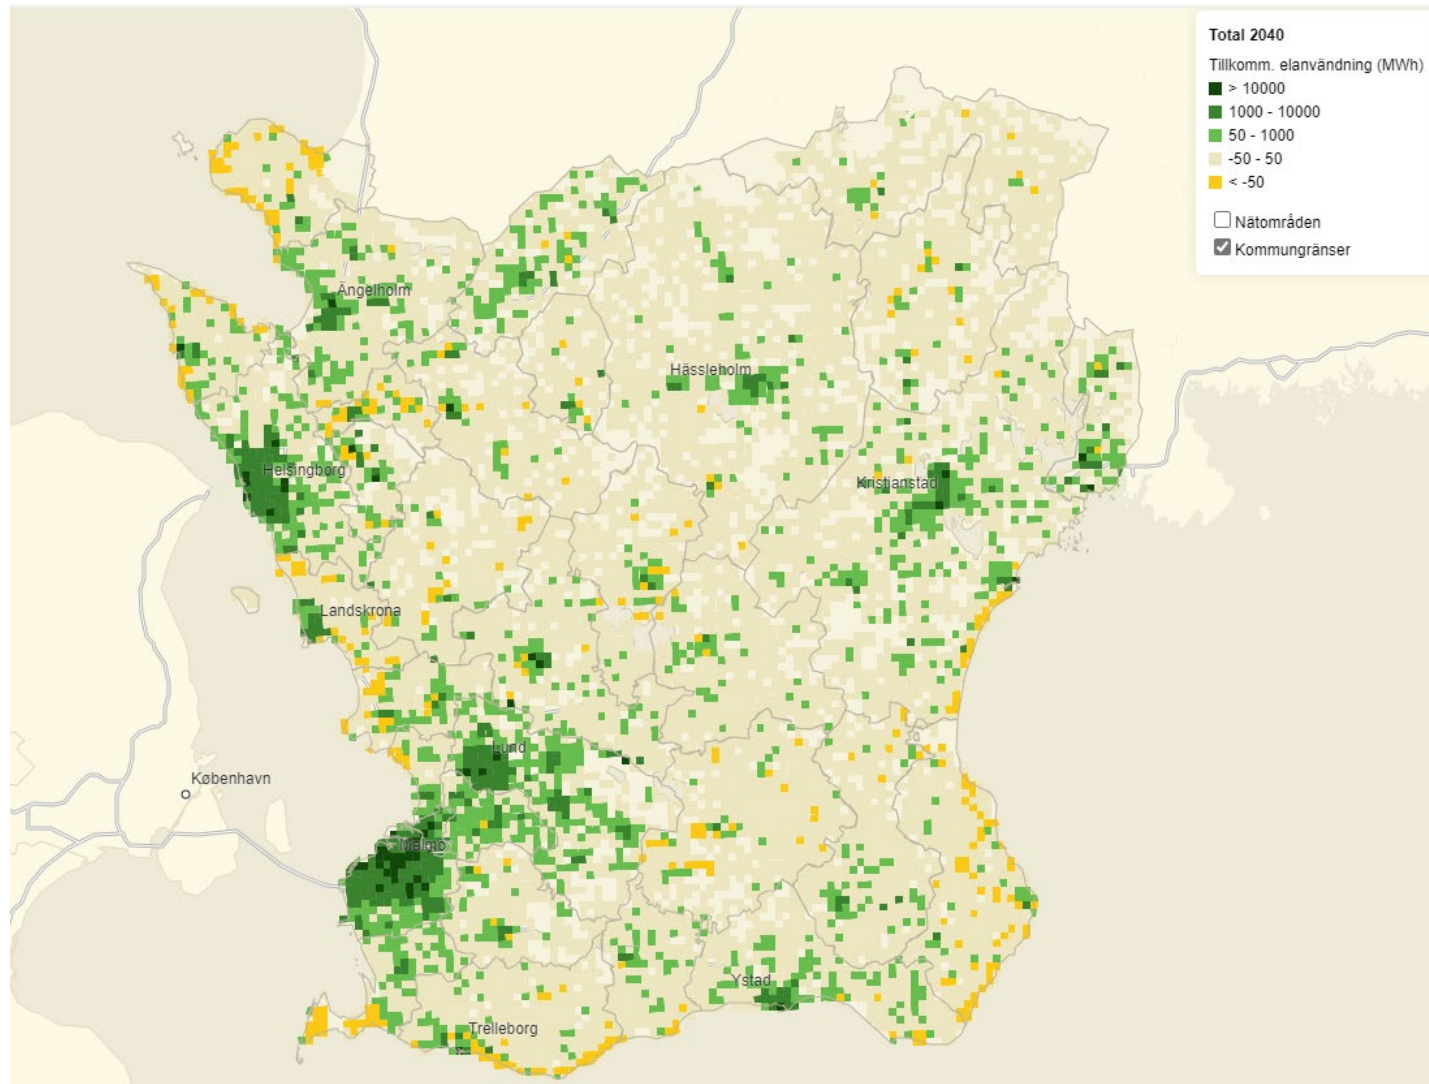 Total 2040
Tillkomm. elanvändning (MWh)
> 10000
1000 - 10000
50 - 1000
-50 - 50
< -50
Nätområden
Kommungränser
Ängelholm
Hässleholm
Helsingborg
Kristianstad
Landskrona
Lund
København
Malmö
Ystad
Trelleborg